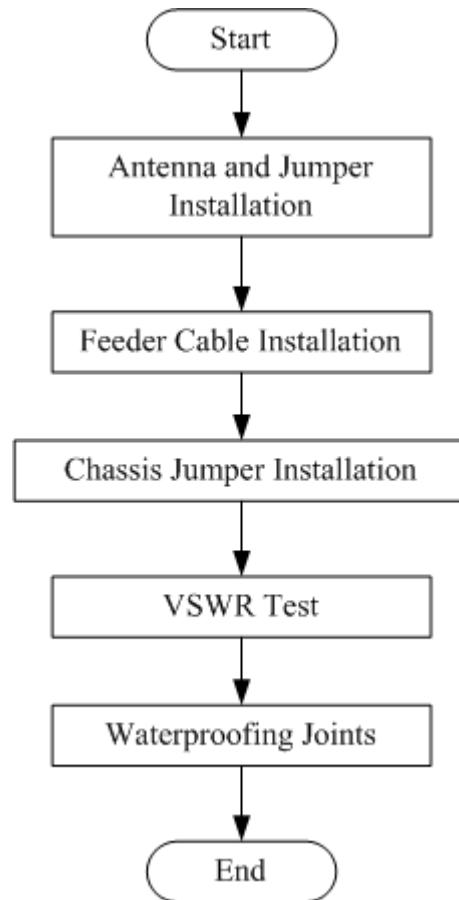 Start
Antenna and Jumper
Installation
Feeder Cable Installation
Chassis Jumper Installation
VSWR Test
Waterproofing Joints
End